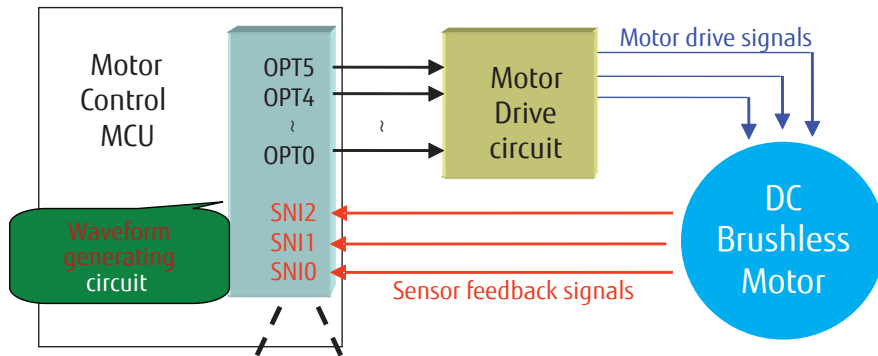 Motor
Control
MCU
OPT5
OPT4
~
OPT0
SNI2
SNI1
SNI0
~
Motor
Drive
circuit
Motor drive signals
Waveform
generating
circuit
DC
Brushless
Motor
Sensor feedback signals